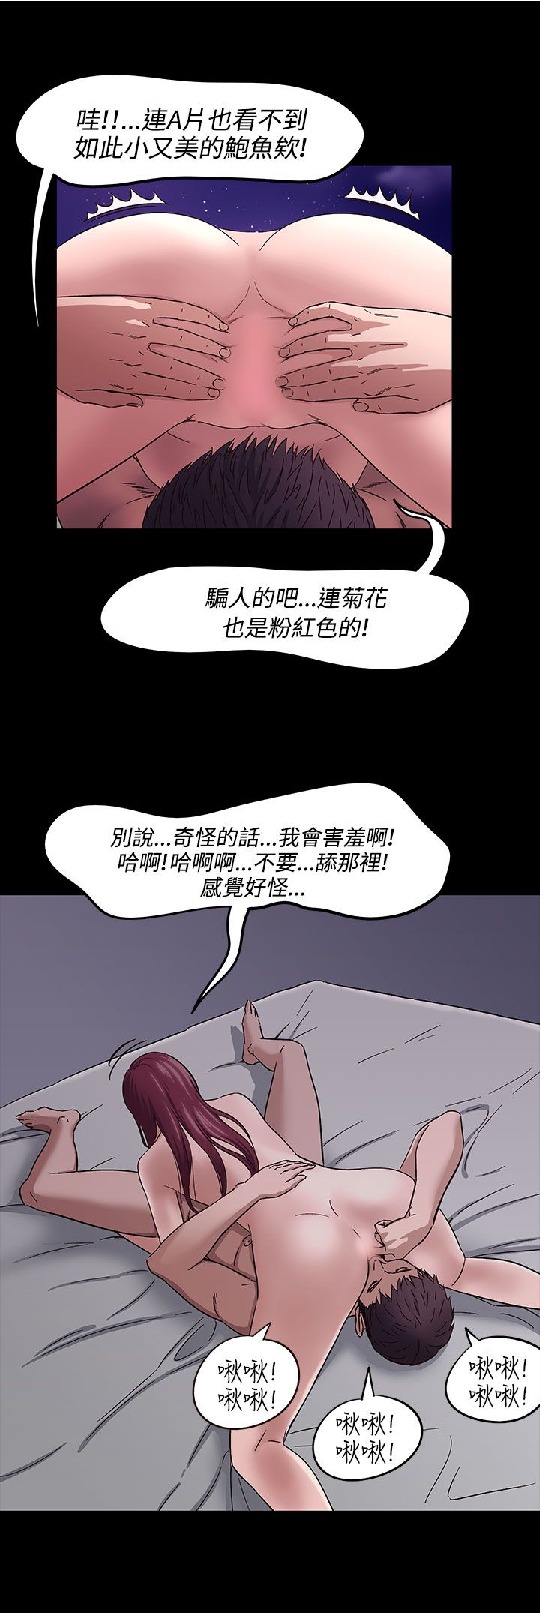 哇!!...連A片也看不到
如此小又美的鮑魚欸!
騙人的吧...連菊花
也是粉紅色的!
別說...奇怪的話...我會害羞啊!
哈啊!哈啊啊...不要...舔那裡!
感覺好怪...
啾啾!
啾啾!
啾啾!
啾啾!
啾啾!
啾啾!